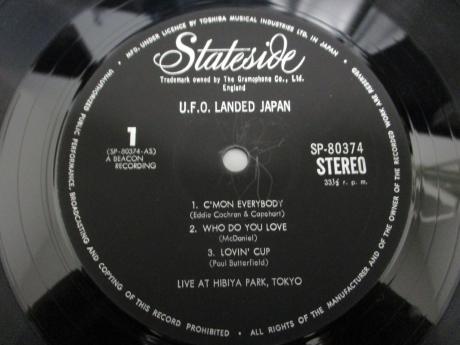 MFD. UNDER LICENCE BY TOSHIBA MUSICAL INDUSTRIES LTD. IN JAPAN.
Stateside
Trademark owned by The Gramophone Co., Ltd.
England
U.F.O. LANDED JAPAN
1
(SP-80374-AS)
A BEACON
RECORDING
SP-80374
STEREO
33⅓ r. p. m.
1. C'MON EVERYBODY
(Eddie Cochran & Capehart)
2. WHO DO YOU LOVE
(McDaniel)
3. LOVIN' CUP
(Paul Butterfield)
LIVE AT HIBIYA PARK, TOKYO
UNAUTHORIZED PUBLIC PERFORMANCE, BROADCASTING AND COPYING OF THIS RECORD PROHIBITED • ALL RIGHTS OF THE MANUFACTURER AND OF THE OWNER OF THE RECORDED WORK ARE RESERVED